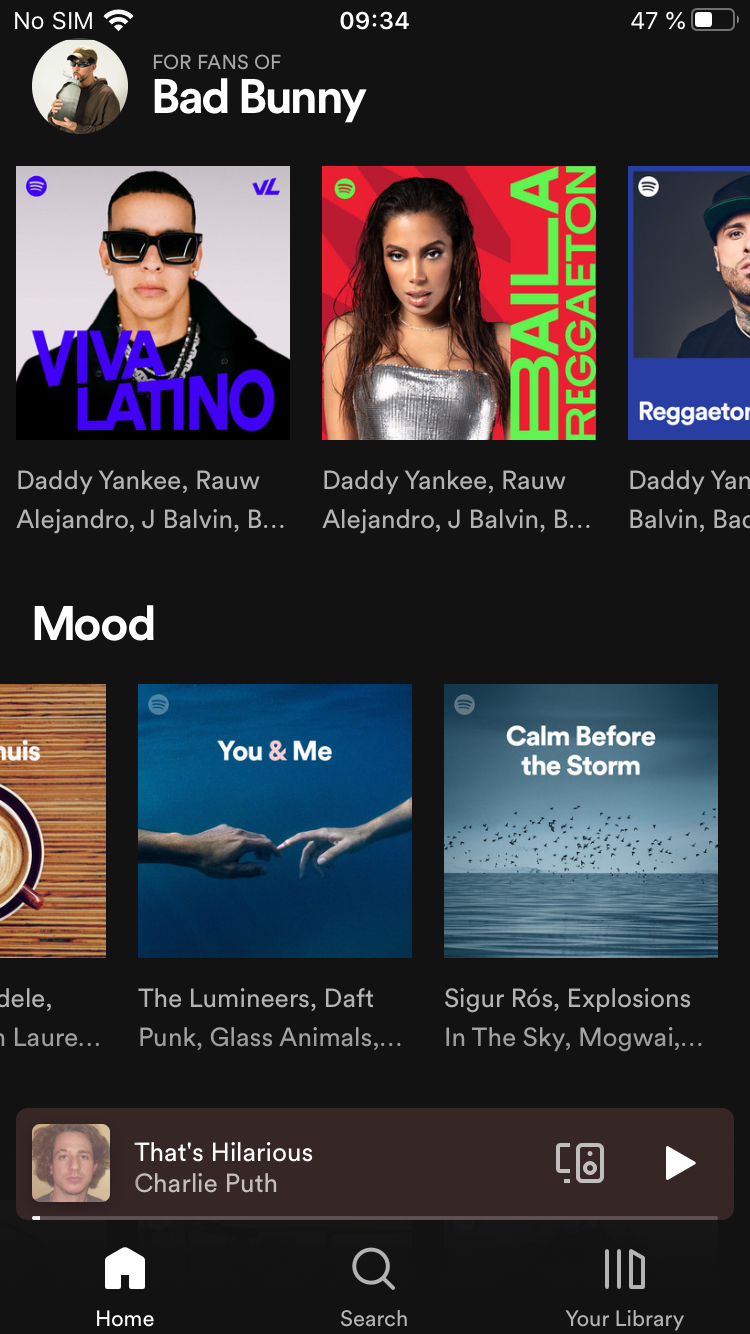 No SIM 09:34 47 %
FOR FANS OF
Bad Bunny
VL
VIVA
LATINO
BAILA
REGGAETON
Daddy Yankee, Rauw
Alejandro, J Balvin, B...
Daddy Yankee, Rauw
Alejandro, J Balvin, B...
Reggaeton
Daddy Yan
Balvin, Bad
Mood
huis
You & Me
Calm Before
the Storm
dele,
n Laure...
The Lumineers, Daft
Punk, Glass Animals,...
Sigur Rós, Explosions
In The Sky, Mogwai,...
That's Hilarious
Charlie Puth
Home
Search
Your Library